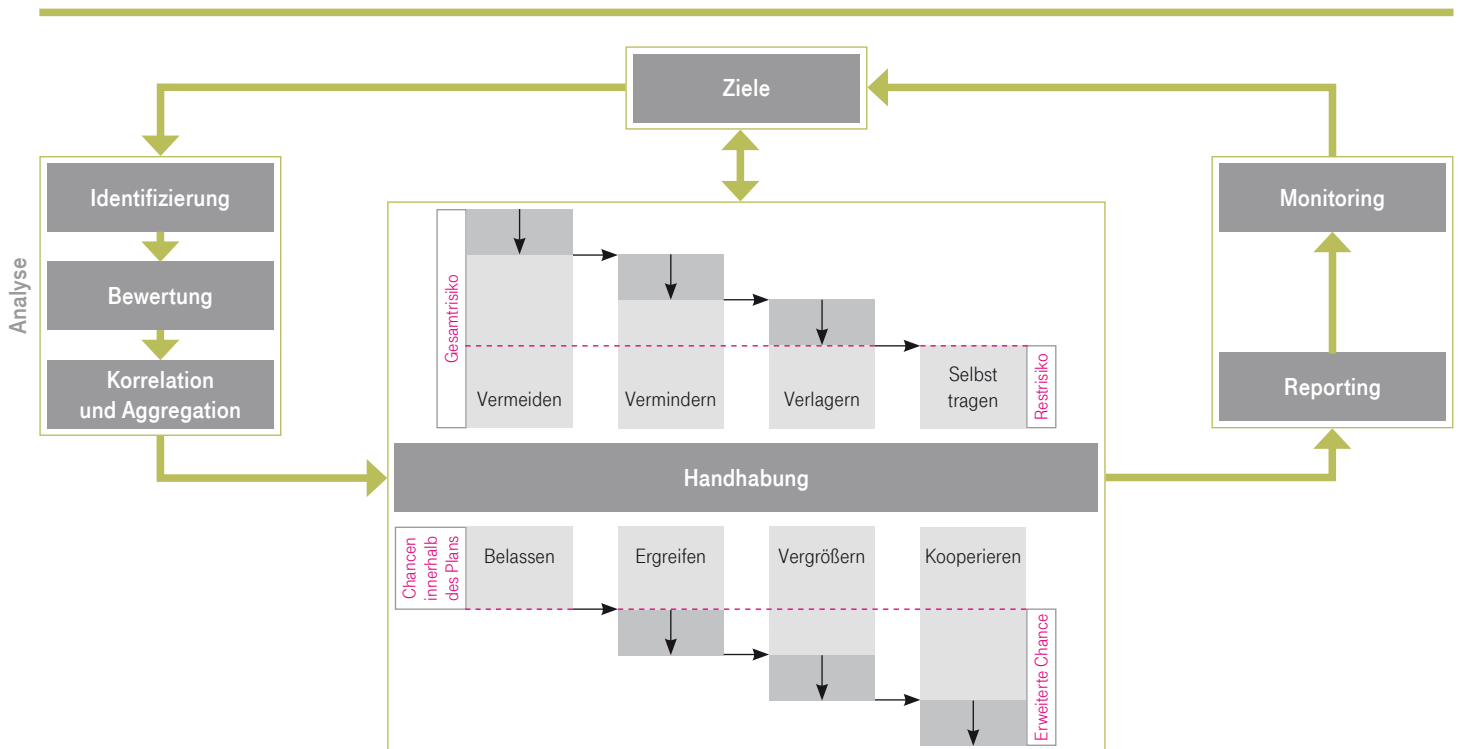 Ziele
Analyse
Identifizierung
Bewertung
Korrelation
und Aggregation
Gesamtrisiko
Vermeiden
Vermindern
Verlagern
Selbst
tragen
Restrisiko
Handhabung
Chancen
innerhalb
des Plans
Belassen
Ergreifen
Vergrößern
Kooperieren
Erweiterte Chance
Monitoring
Reporting